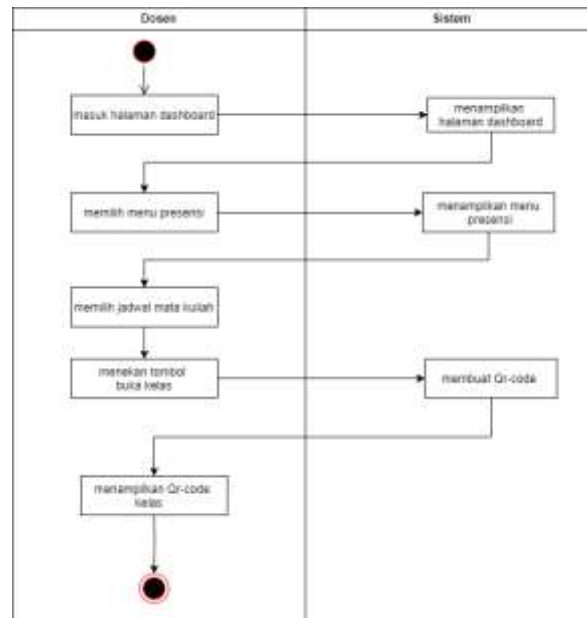 Dosen
Sistem
masuk halaman dashboard
menampilkan
halaman dashboard
memilih menu presensi
menampilkan menu
presensi
memilih jadwal mata kuliah
menekan tombol
buka kelas
membuat Qr-code
menampilkan Qr-code
kelas